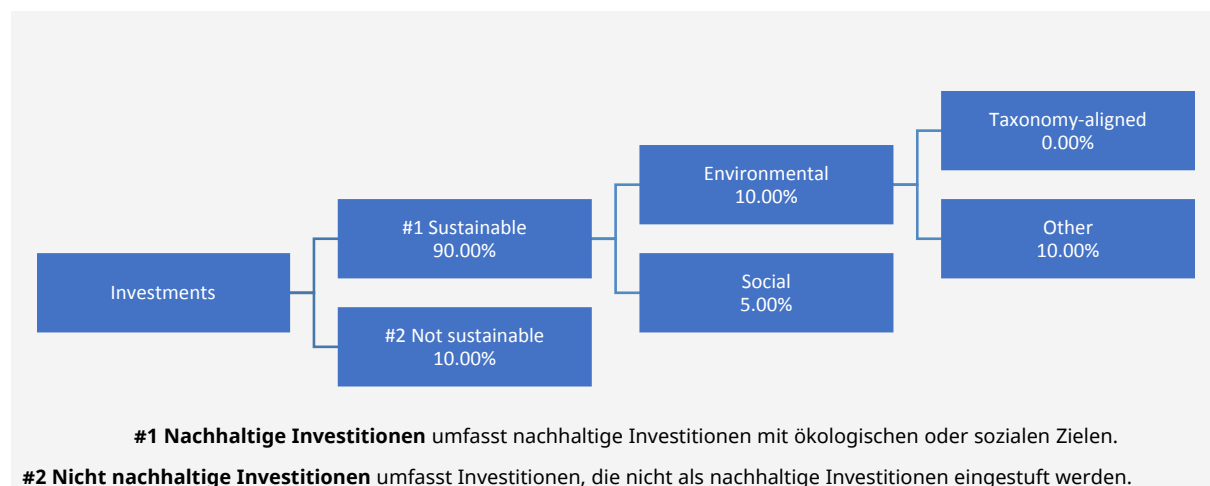 Investments
#1 Sustainable
90.00%
#2 Not sustainable
10.00%
Environmental
10.00%
Social
5.00%
Taxonomy-aligned
0.00%
Other
10.00%
#1 Nachhaltige Investitionen umfasst nachhaltige Investitionen mit ökologischen oder sozialen Zielen.
#2 Nicht nachhaltige Investitionen umfasst Investitionen, die nicht als nachhaltige Investitionen eingestuft werden.